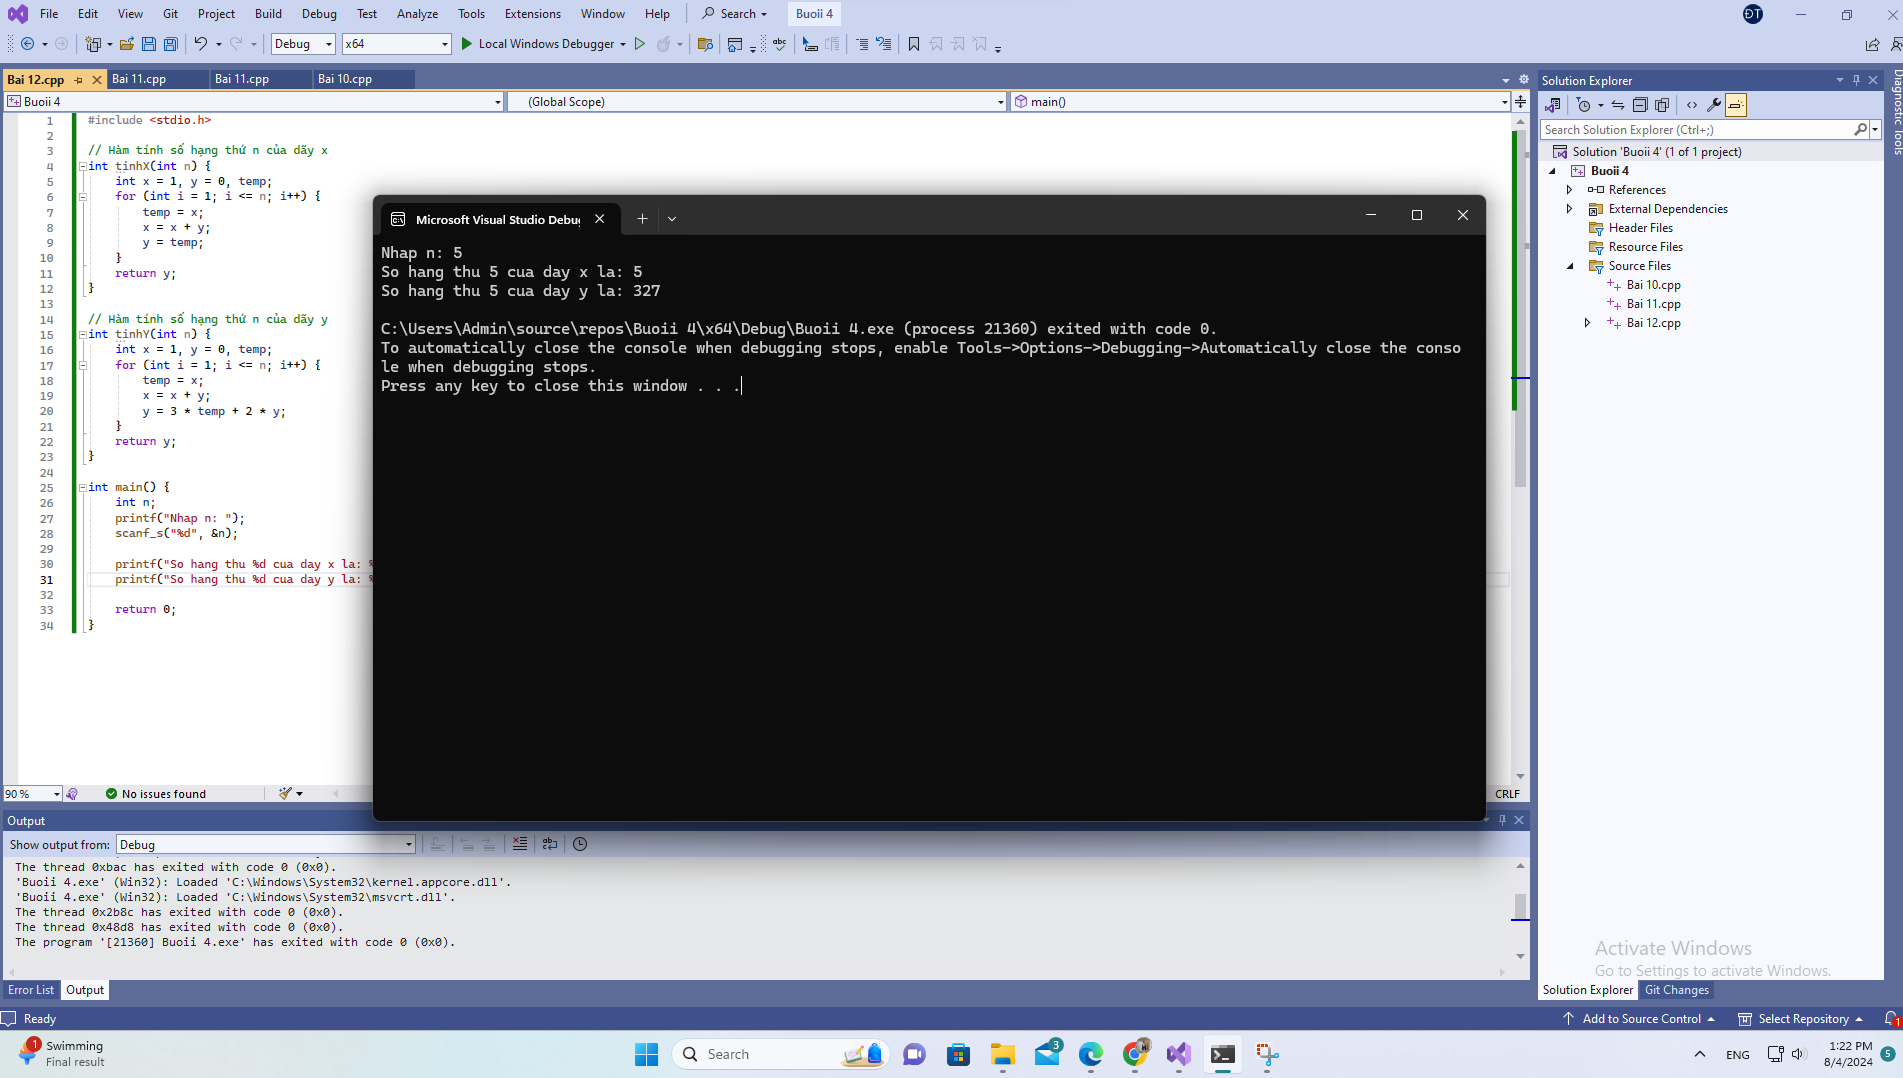 File Edit View Git Project Build Debug Test Analyze Tools Extensions Window Help Search Buoii 4 ĐT
Debug x64 Local Windows Debugger
Bai 12.cpp Bai 11.cpp Bai 11.cpp Bai 10.cpp
Buoii 4 (Global Scope) main()
1 #include <stdio.h>
2
3 // Hàm tính số hạng thứ n của dãy x
4 int tinhX(int n) {
5 int x = 1, y = 0, temp;
6 for (int i = 1; i <= n; i++) {
7 temp = x;
8 x = x + y;
9 y = temp;
10 }
11 return y;
12 }
13
14 // Hàm tính số hạng thứ n của dãy y
15 int tinhY(int n) {
16 int x = 1, y = 0, temp;
17 for (int i = 1; i <= n; i++) {
18 temp = x;
19 x = x + y;
20 y = 3 * temp + 2 * y;
21 }
22 return y;
23 }
24
25 int main() {
26 int n;
27 printf("Nhap n: ");
28 scanf_s("%d", &n);
29
30 printf("So hang thu %d cua day x la: %
31 printf("So hang thu %d cua day y la: %
32
33 return 0;
34 }
Microsoft Visual Studio Debug
Nhap n: 5
So hang thu 5 cua day x la: 5
So hang thu 5 cua day y la: 327
C:\Users\Admin\source\repos\Buoii 4\x64\Debug\Buoii 4.exe (process 21360) exited with code 0.
To automatically close the console when debugging stops, enable Tools->Options->Debugging->Automatically close the conso
le when debugging stops.
Press any key to close this window . . .
90 % No issues found CRLF
Output
Show output from: Debug
The thread 0xbac has exited with code 0 (0x0).
'Buoii 4.exe' (Win32): Loaded 'C:\Windows\System32\kernel.appcore.dll'.
'Buoii 4.exe' (Win32): Loaded 'C:\Windows\System32\msvcrt.dll'.
The thread 0x2b8c has exited with code 0 (0x0).
The thread 0x48d8 has exited with code 0 (0x0).
The program '[21360] Buoii 4.exe' has exited with code 0 (0x0).
Error List Output
Solution Explorer
Search Solution Explorer (Ctrl+;)
Solution 'Buoii 4' (1 of 1 project)
Buoii 4
References
External Dependencies
Header Files
Resource Files
Source Files
Bai 10.cpp
Bai 11.cpp
Bai 12.cpp
Activate Windows
Go to Settings to activate Windows.
Solution Explorer Git Changes
Diagnostic Tools
Ready Add to Source Control Select Repository 1
1 Swimming
Final result
Search 3 ENG
1:22 PM
8/4/2024 5